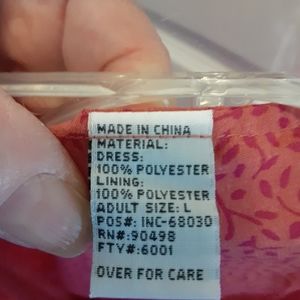 MADE IN CHINA
MATERIAL:
DRESS:
100% POLYESTER
LINING:
100% POLYESTER
ADULT SIZE: L
POS#: INC-68030
RN#:90498
FTY#:6001
OVER FOR CARE